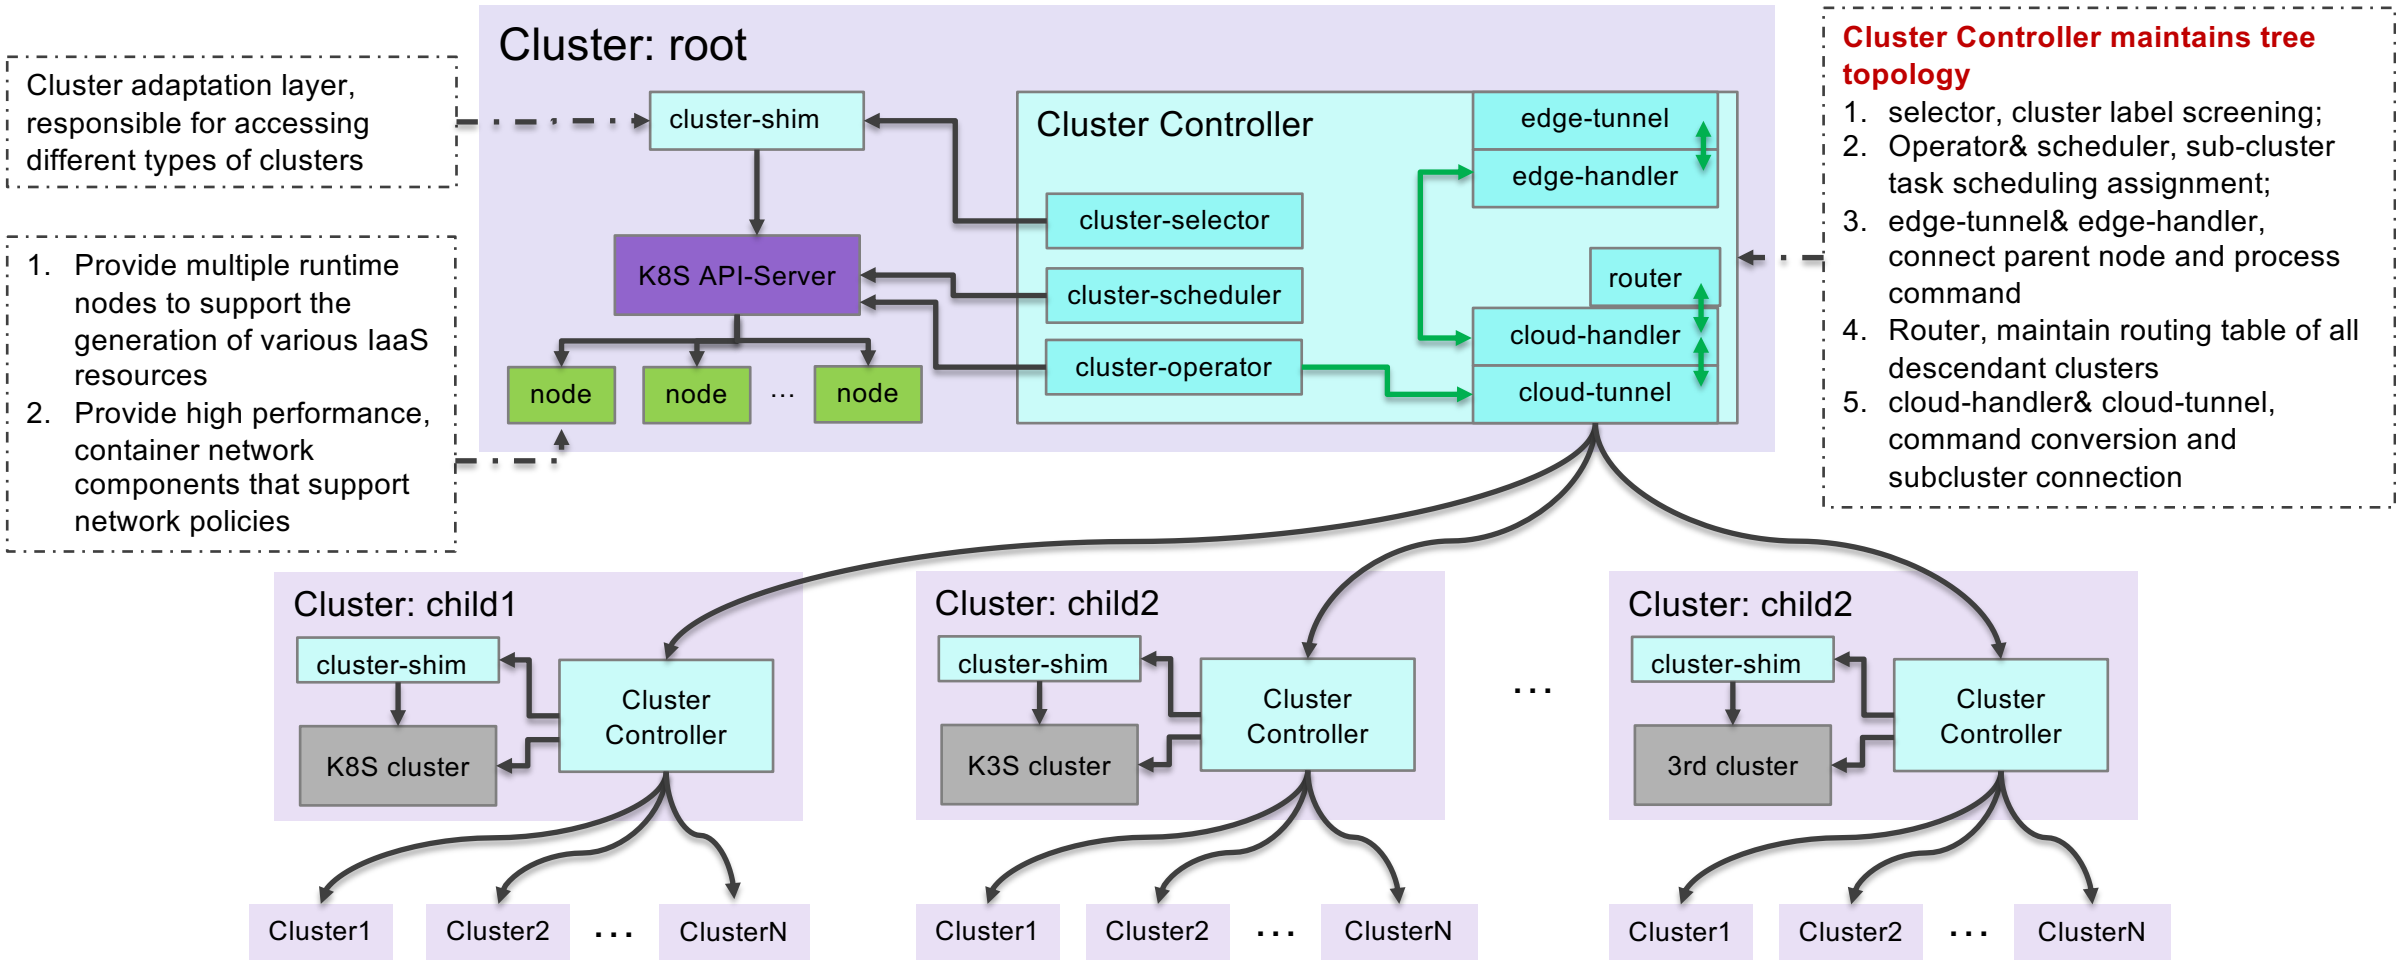 Cluster: root
Cluster adaptation layer,
responsible for accessing
different types of clusters
1. Provide multiple runtime
nodes to support the
generation of various IaaS
resources
2. Provide high performance,
container network
components that support
network policies
cluster-shim
K8S API-Server
node
node
...
node
Cluster Controller
cluster-selector
cluster-scheduler
cluster-operator
edge-tunnel
edge-handler
router
cloud-handler
cloud-tunnel
Cluster Controller maintains tree
topology
1. selector, cluster label screening;
2. Operator& scheduler, sub-cluster
task scheduling assignment;
3. edge-tunnel& edge-handler,
connect parent node and process
command
4. Router, maintain routing table of all
descendant clusters
5. cloud-handler& cloud-tunnel,
command conversion and
subcluster connection
Cluster: child1
cluster-shim
K8S cluster
Cluster
Controller
Cluster: child2
cluster-shim
K3S cluster
Cluster
Controller
...
Cluster: child2
cluster-shim
3rd cluster
Cluster
Controller
Cluster1
Cluster2
...
ClusterN
Cluster1
Cluster2
...
ClusterN
Cluster1
Cluster2
...
ClusterN